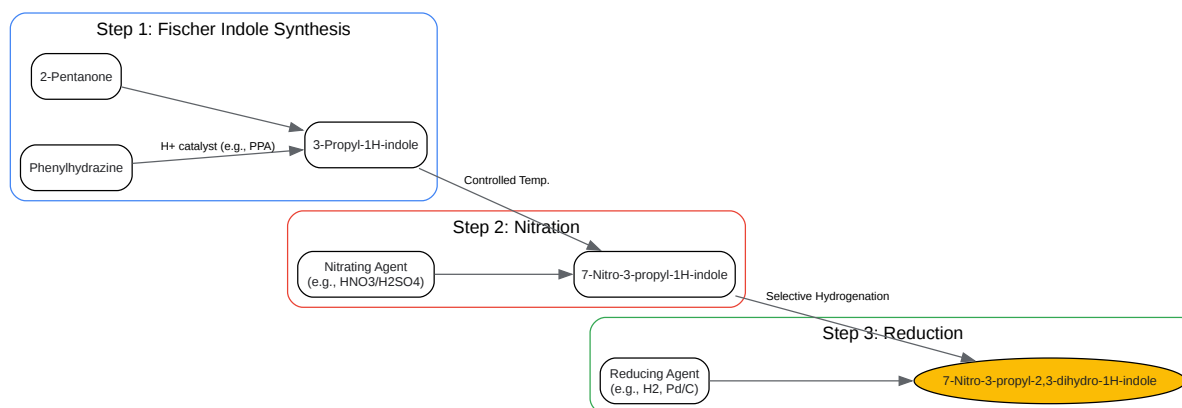 Step 1: Fischer Indole Synthesis
2-Pentanone
Phenylhydrazine
H+ catalyst (e.g., PPA)
3-Propyl-1H-indole
Controlled Temp.
Step 2: Nitration
Nitrating Agent
(e.g., HNO3/H2SO4)
7-Nitro-3-propyl-1H-indole
Selective Hydrogenation
Step 3: Reduction
Reducing Agent
(e.g., H2, Pd/C)
7-Nitro-3-propyl-2,3-dihydro-1H-indole